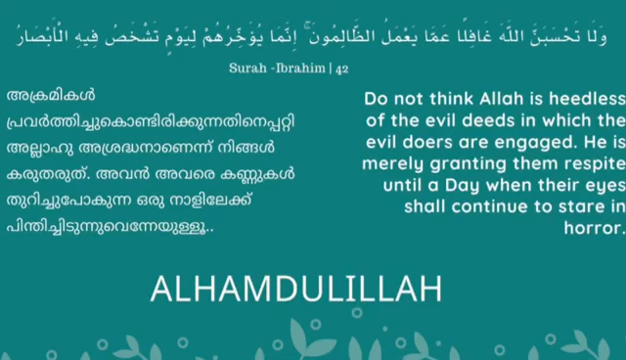 وَلَا تَحْسَبَنَّ اللَّهَ غَافِلًا عَمَّا يَعْمَلُ الظَّالِمُونَ ۚ إِنَّمَا يُؤَخِّرُهُمْ لِيَوْمٍ تَشْخَصُ فِيهِ الْأَبْصَارُ
Surah -Ibrahim | 42
അക്രമികൾ
പ്രവർത്തിച്ചുകൊണ്ടിരിക്കുന്നതിനെപ്പറ്റി
അല്ലാഹു അശ്രദ്ധനാണെന്ന് നിങ്ങൾ
കരുതരുത്. അവൻ അവരെ കണ്ണുകൾ
തുറിച്ചുപോകുന്ന ഒരു നാളിലേക്ക്
പിന്തിച്ചിടുന്നുവെന്നേയുള്ളൂ..
Do not think Allah is heedless
of the evil deeds in which the
evil doers are engaged. He is
merely granting them respite
until a Day when their eyes
shall continue to stare in
horror.
ALHAMDULILLAH